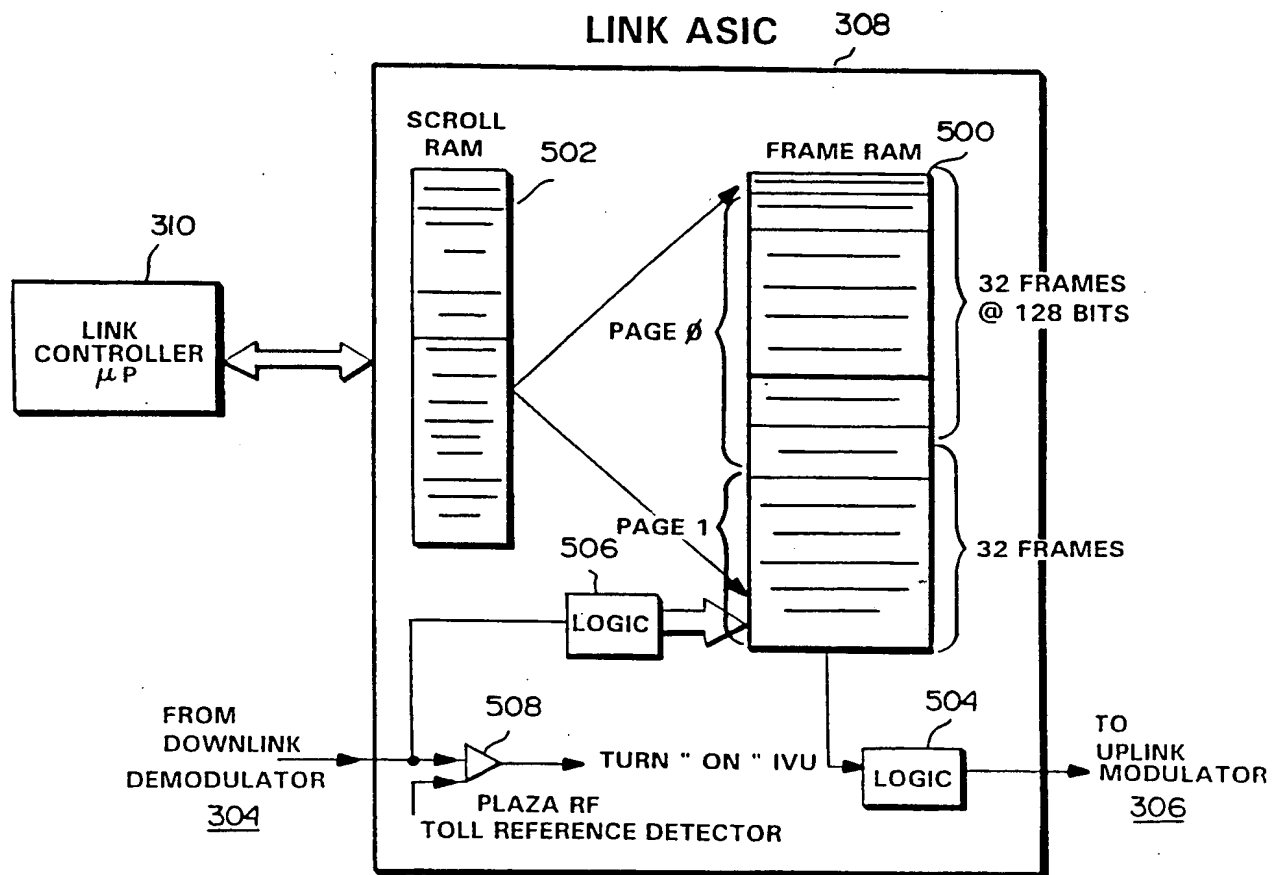 LINK ASIC
308
SCROLL
RAM
502
FRAME RAM
500
310
LINK
CONTROLLER
μP
PAGE Ø
32 FRAMES
@ 128 BITS
PAGE 1
32 FRAMES
506
LOGIC
FROM
DOWNLINK
DEMODULATOR
304
508
TURN " ON " IVU
PLAZA RF
TOLL REFERENCE DETECTOR
504
LOGIC
TO
UPLINK
MODULATOR
306